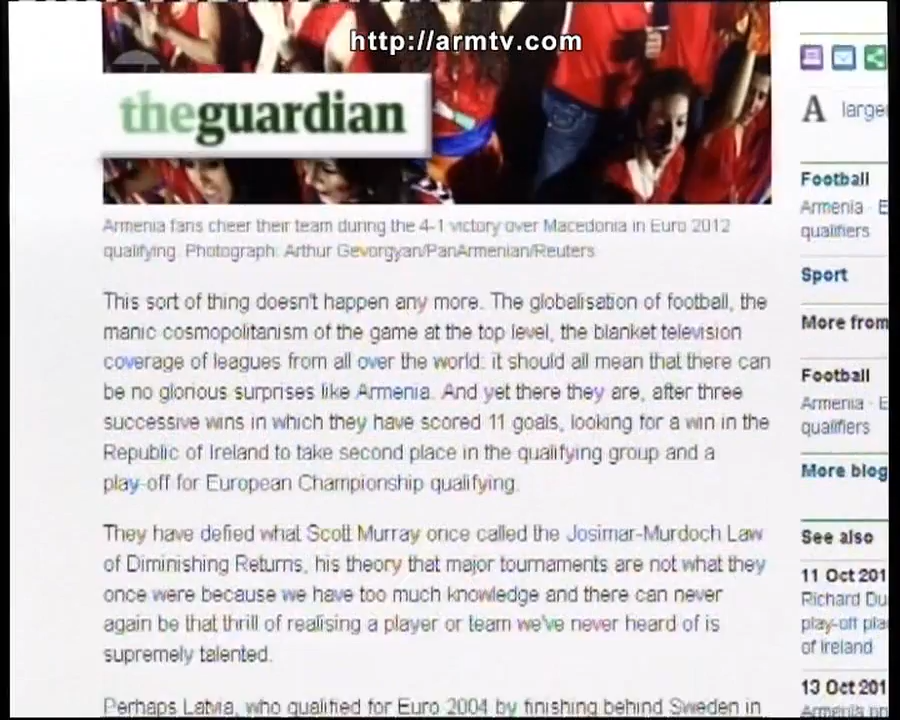 http://armtv.com
theguardian
A large
Armenia fans cheer their team during the 4-1 victory over Macedonia in Euro 2012
qualifying. Photograph: Arthur Gevorgyan/PanArmenian/Reuters
This sort of thing doesn't happen any more. The globalisation of football, the
manic cosmopolitanism of the game at the top level, the blanket television
coverage of leagues from all over the world: it should all mean that there can
be no glorious surprises like Armenia. And yet there they are, after three
successive wins in which they have scored 11 goals, looking for a win in the
Republic of Ireland to take second place in the qualifying group and a
play-off for European Championship qualifying.
They have defied what Scott Murray once called the Josimar-Murdoch Law
of Diminishing Returns, his theory that major tournaments are not what they
once were because we have too much knowledge and there can never
again be that thrill of realising a player or team we've never heard of is
supremely talented.
Perhaps Latvia, who qualified for Euro 2004 by finishing behind Sweden in
Football
Armenia · E
qualifiers
Sport
More from
Football
Armenia · E
qualifiers
More blog
See also
11 Oct 201
Richard Du
play-off pla
of Ireland
13 Oct 201